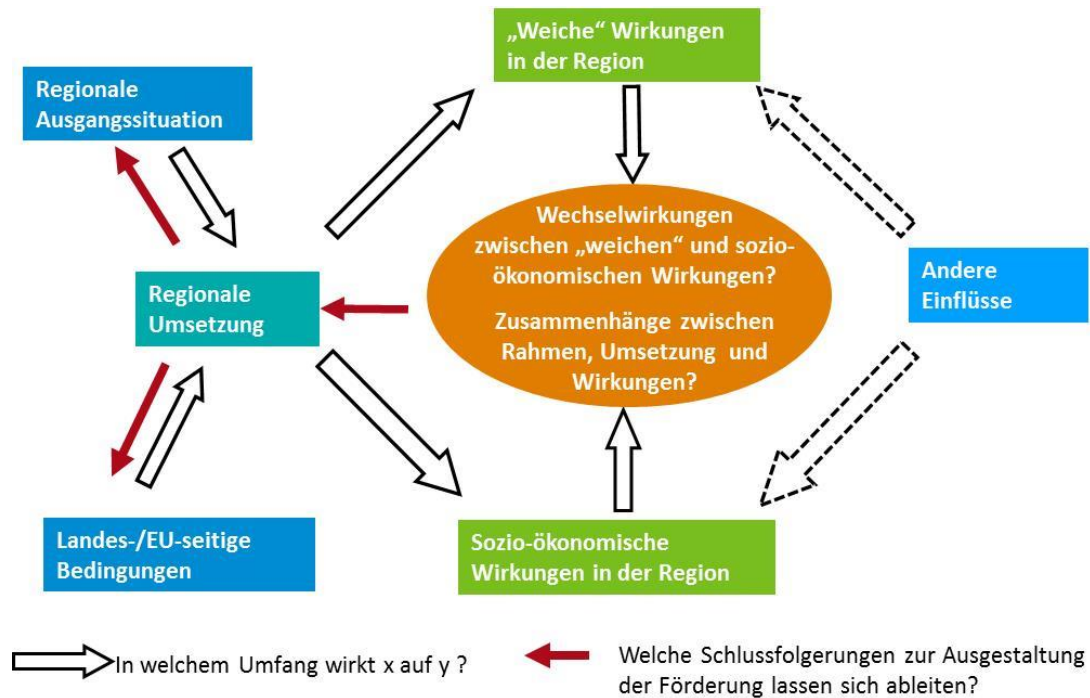 „Weiche“ Wirkungen
in der Region
Regionale
Ausgangssituation
Wechselwirkungen
zwischen „weichen“ und sozio-
ökonomischen Wirkungen?
Zusammenhänge zwischen
Rahmen, Umsetzung und
Wirkungen?
Regionale
Umsetzung
Andere
Einflüsse
Landes-/EU-seitige
Bedingungen
Sozio-ökonomische
Wirkungen in der Region
In welchem Umfang wirkt x auf y ?
Welche Schlussfolgerungen zur Ausgestaltung
der Förderung lassen sich ableiten?